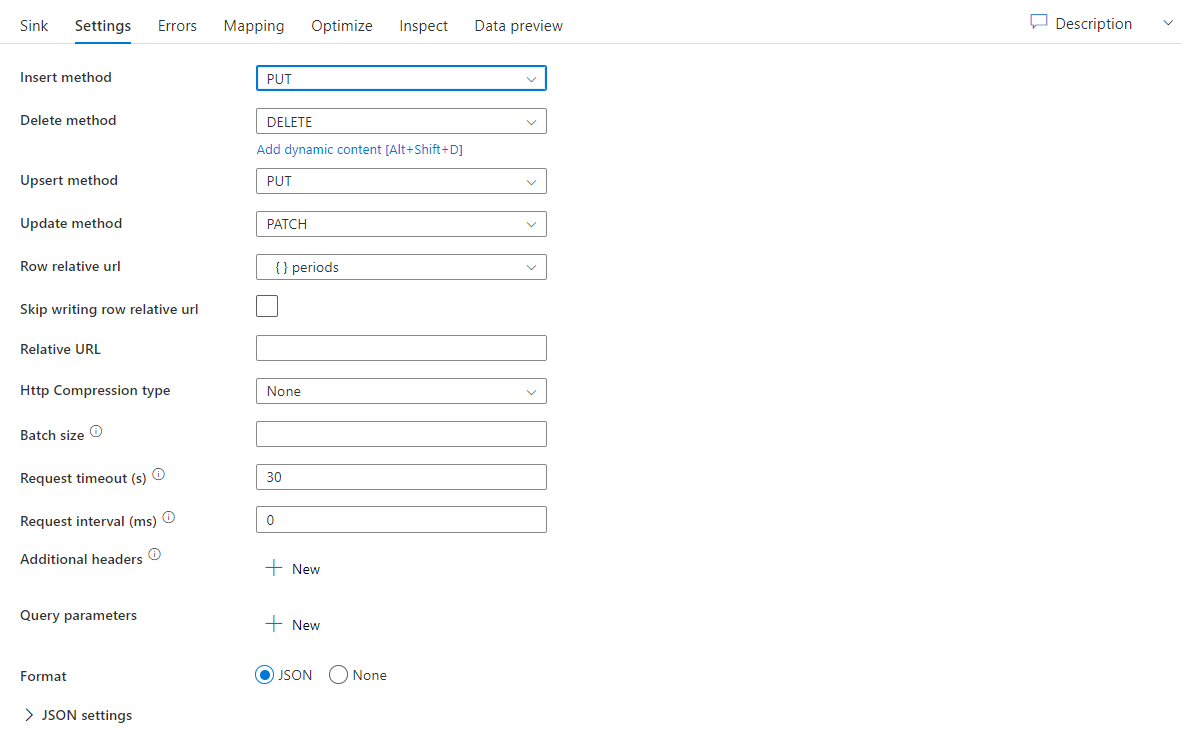 Sink Settings Errors Mapping Optimize Inspect Data preview Description
Insert method PUT
Delete method DELETE
Add dynamic content [Alt+Shift+D]
Upsert method PUT
Update method PATCH
Row relative url { } periods
Skip writing row relative url
Relative URL
Http Compression type None
Batch size
Request timeout (s) 30
Request interval (ms) 0
Additional headers
New
Query parameters
New
Format JSON None
JSON settings